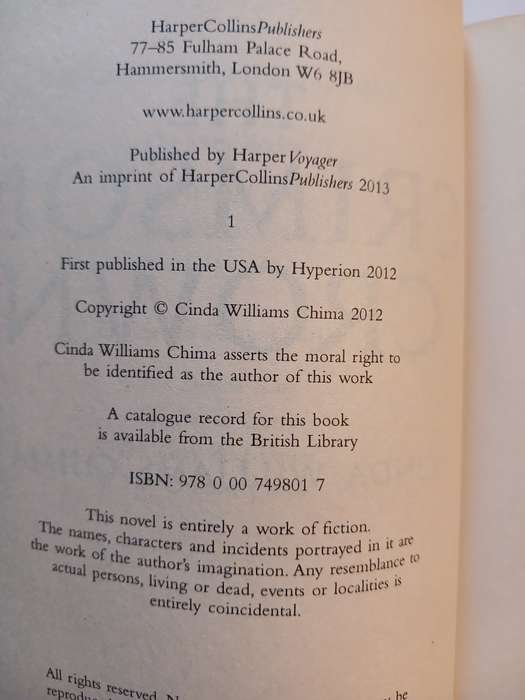 HarperCollinsPublishers
77–85 Fulham Palace Road,
Hammersmith, London W6 8JB
www.harpercollins.co.uk
Published by HarperVoyager
An imprint of HarperCollinsPublishers 2013
1
First published in the USA by Hyperion 2012
Copyright © Cinda Williams Chima 2012
Cinda Williams Chima asserts the moral right to
be identified as the author of this work
A catalogue record for this book
is available from the British Library
ISBN: 978 0 00 749801 7
This novel is entirely a work of fiction.
The names, characters and incidents portrayed in it are
the work of the author's imagination. Any resemblance to
actual persons, living or dead, events or localities is
entirely coincidental.
All rights reserved.
be